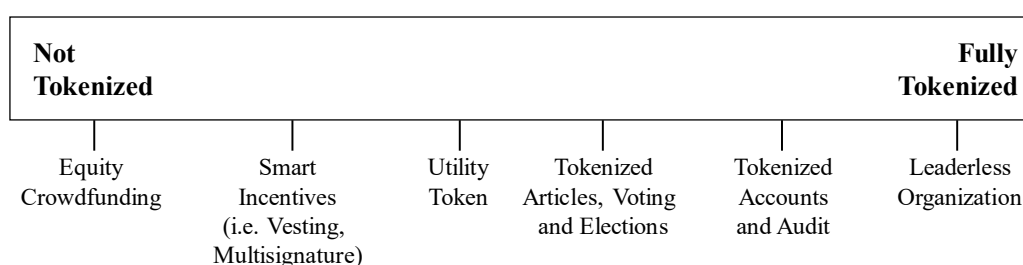 Not
Tokenized
Fully
Tokenized
Equity
Crowdfunding
Smart
Incentives
(i.e. Vesting,
Multisignature)
Utility
Token
Tokenized
Articles, Voting
and Elections
Tokenized
Accounts
and Audit
Leaderless
Organization